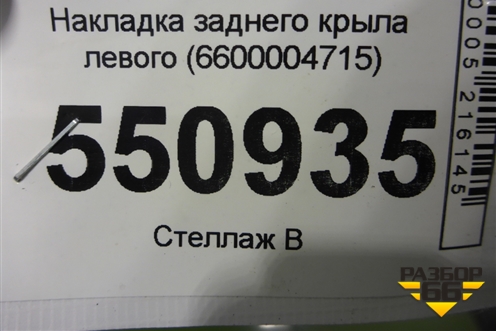 Накладка заднего крыла
левого (6600004715)
550935
Стеллаж В
0005216145
РАЗБОР
66